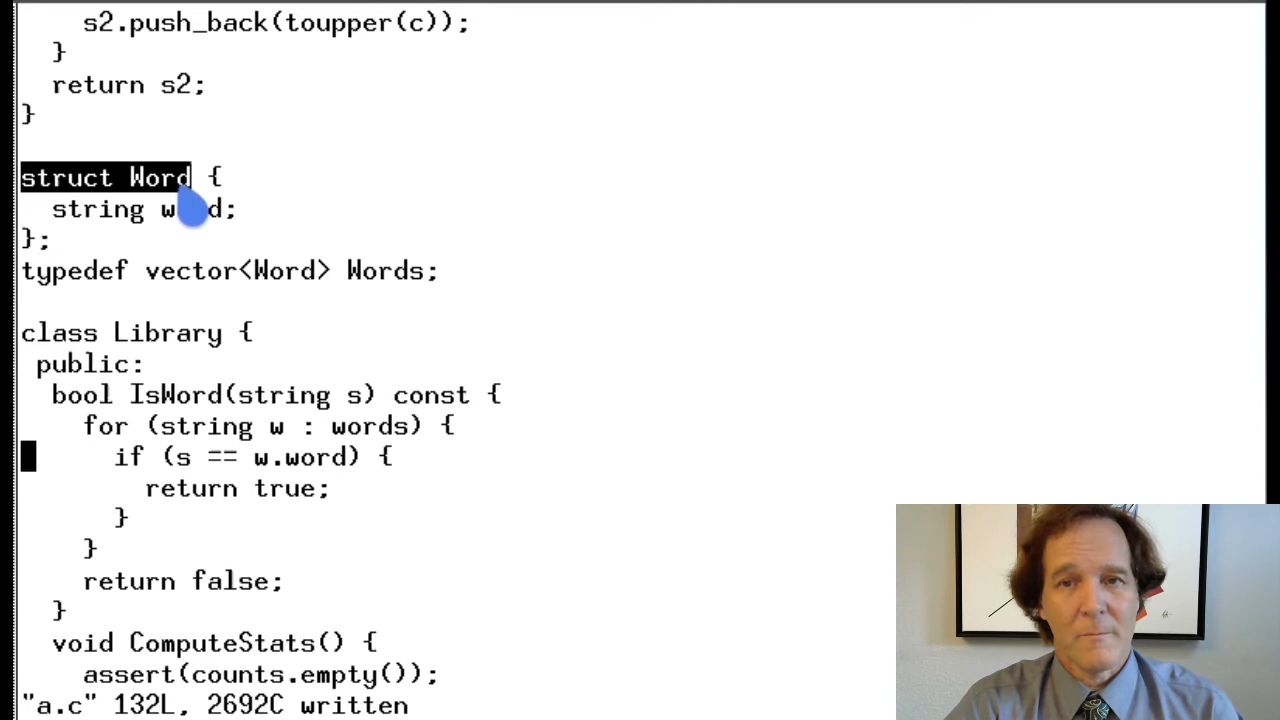 s2.push_back(toupper(c));
  }
  return s2;
}
struct Word {
  string word;
};
typedef vector<Word> Words;
class Library {
 public:
  bool IsWord(string s) const {
    for (string w : words) {
      if (s == w.word) {
        return true;
      }
    }
    return false;
  }
  void ComputeStats() {
    assert(counts.empty());
"a.c" 132L, 2692C written